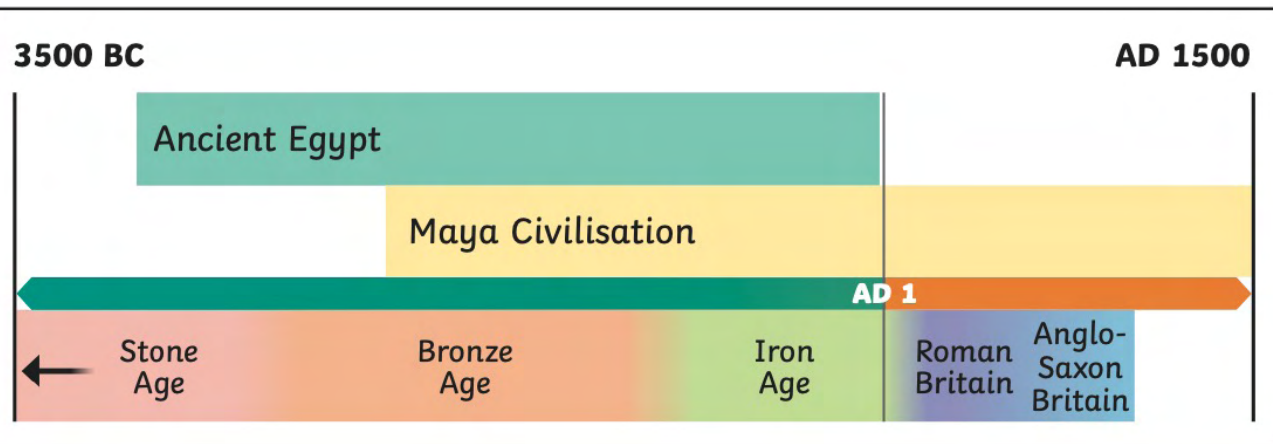 3500 BC
AD 1500
Ancient Egypt
Maya Civilisation
AD 1
Stone
Age
Bronze
Age
Iron
Age
Roman
Britain
Anglo-
Saxon
Britain